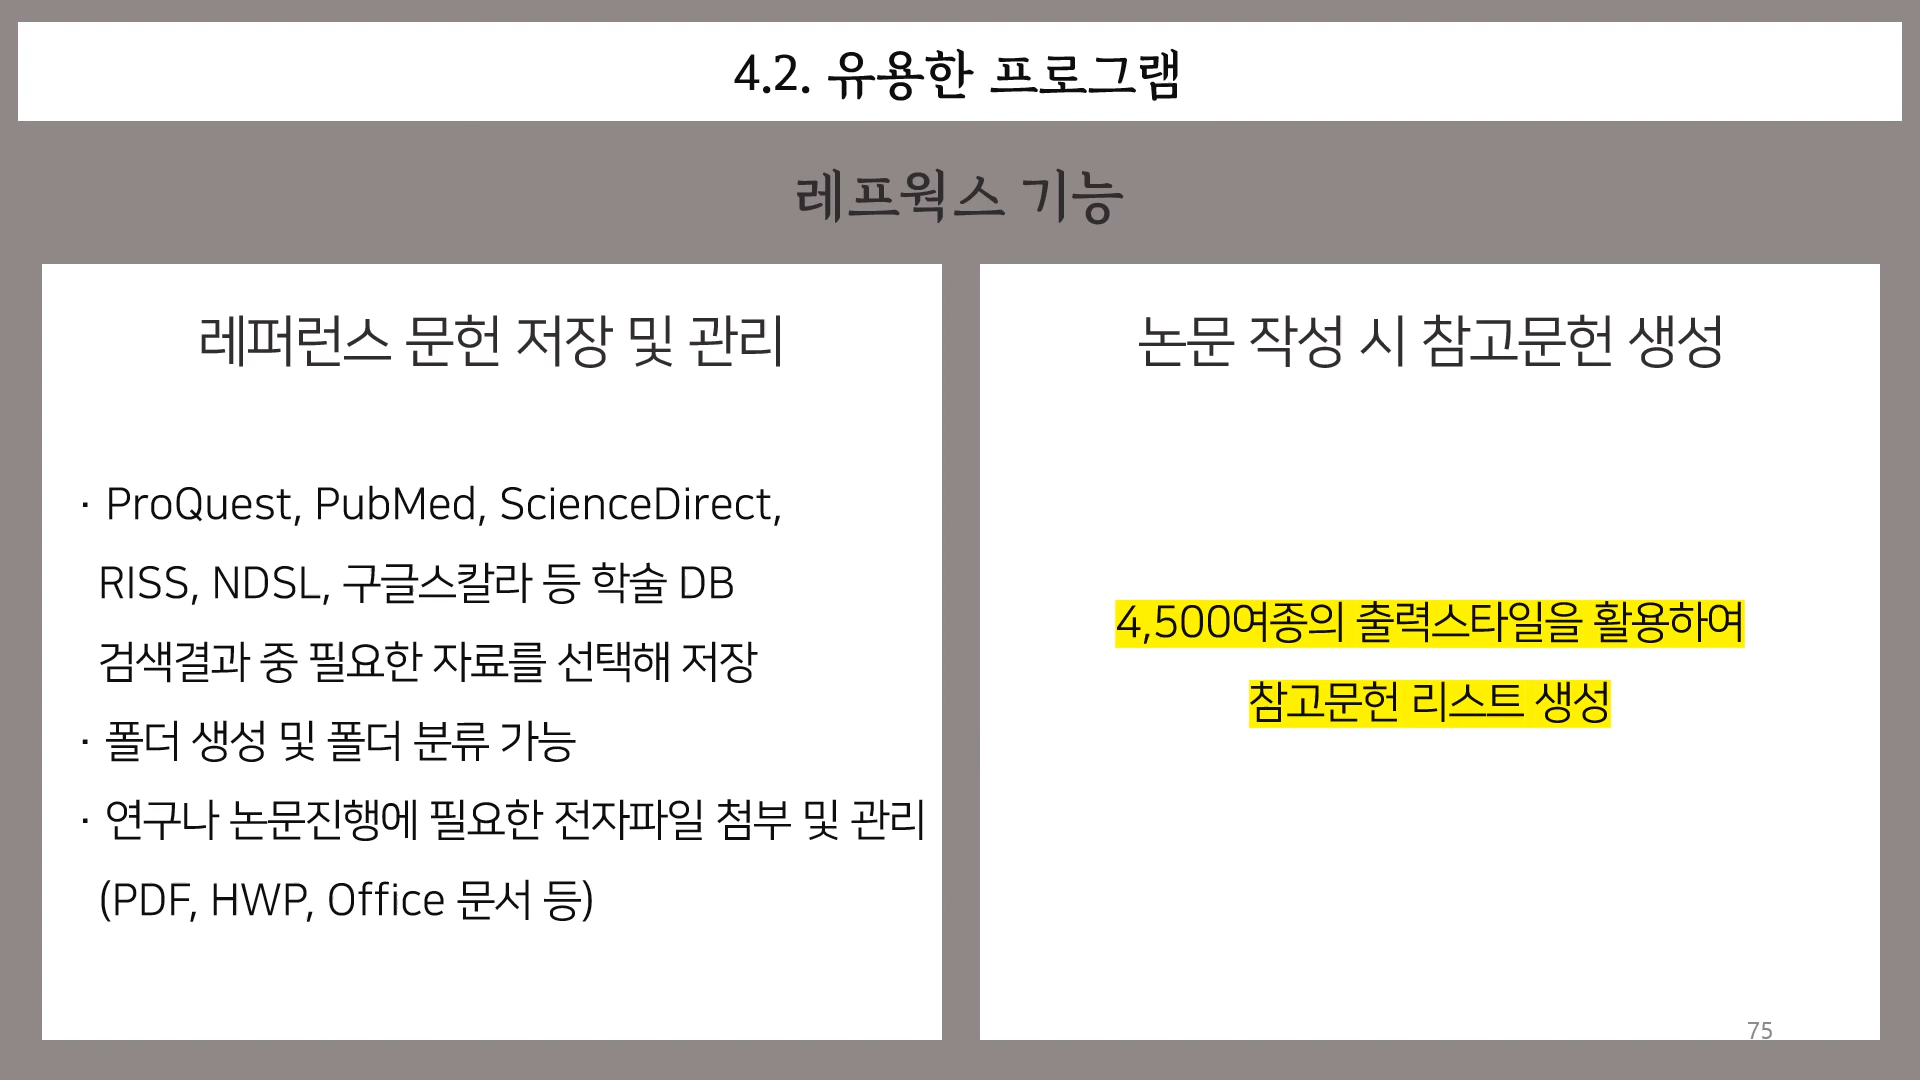 4.2. 유용한 프로그램
레프웍스 기능
레퍼런스 문헌 저장 및 관리
· ProQuest, PubMed, ScienceDirect,
RISS, NDSL, 구글스칼라 등 학술 DB
검색결과 중 필요한 자료를 선택해 저장
· 폴더 생성 및 폴더 분류 가능
· 연구나 논문진행에 필요한 전자파일 첨부 및 관리
(PDF, HWP, Office 문서 등)
논문 작성 시 참고문헌 생성
4,500여종의 출력스타일을 활용하여
참고문헌 리스트 생성
75